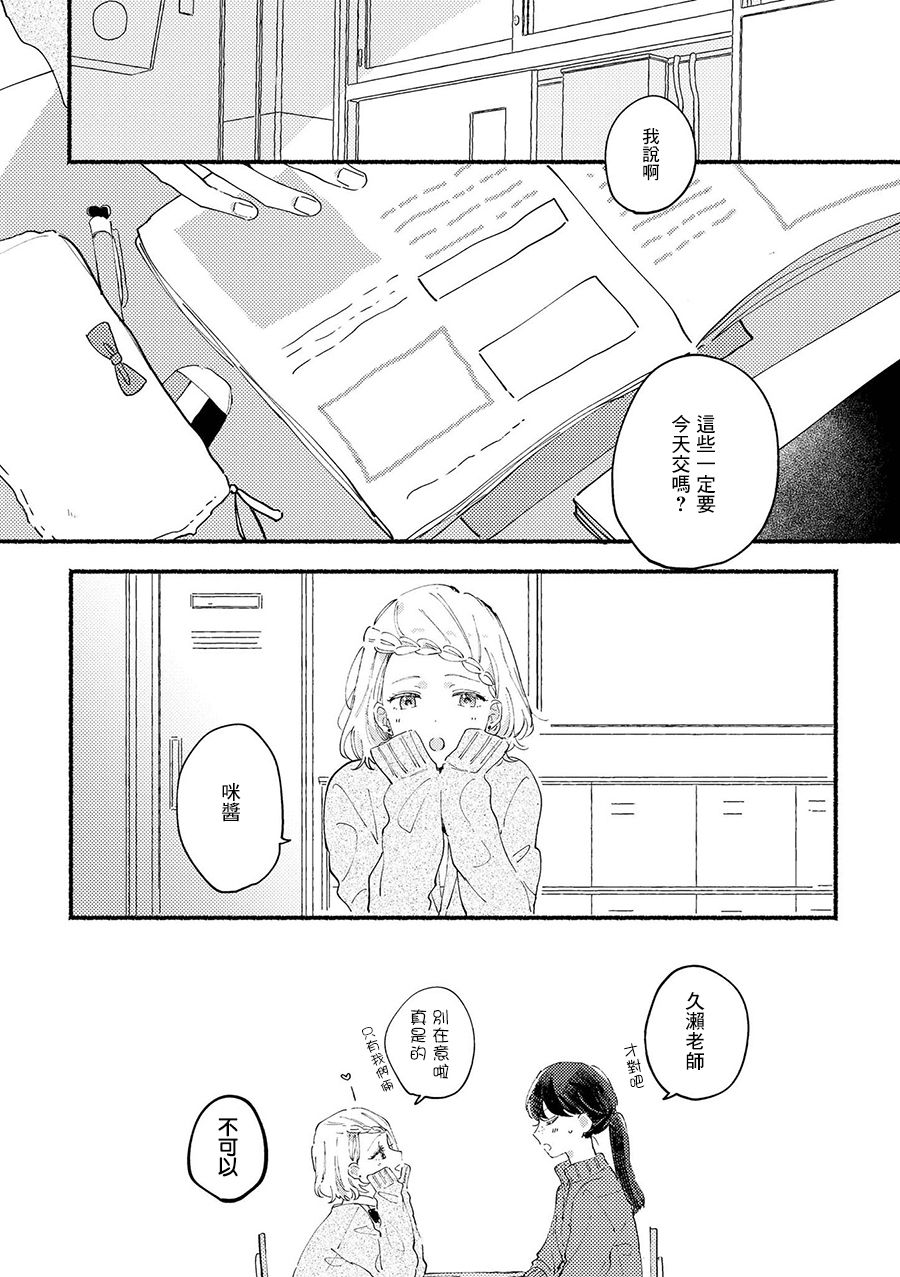 我說啊
這些一定要
今天交嗎？
咪醬
久瀨老師
才對吧
別在意啦
真是的
只有我們倆
不可以